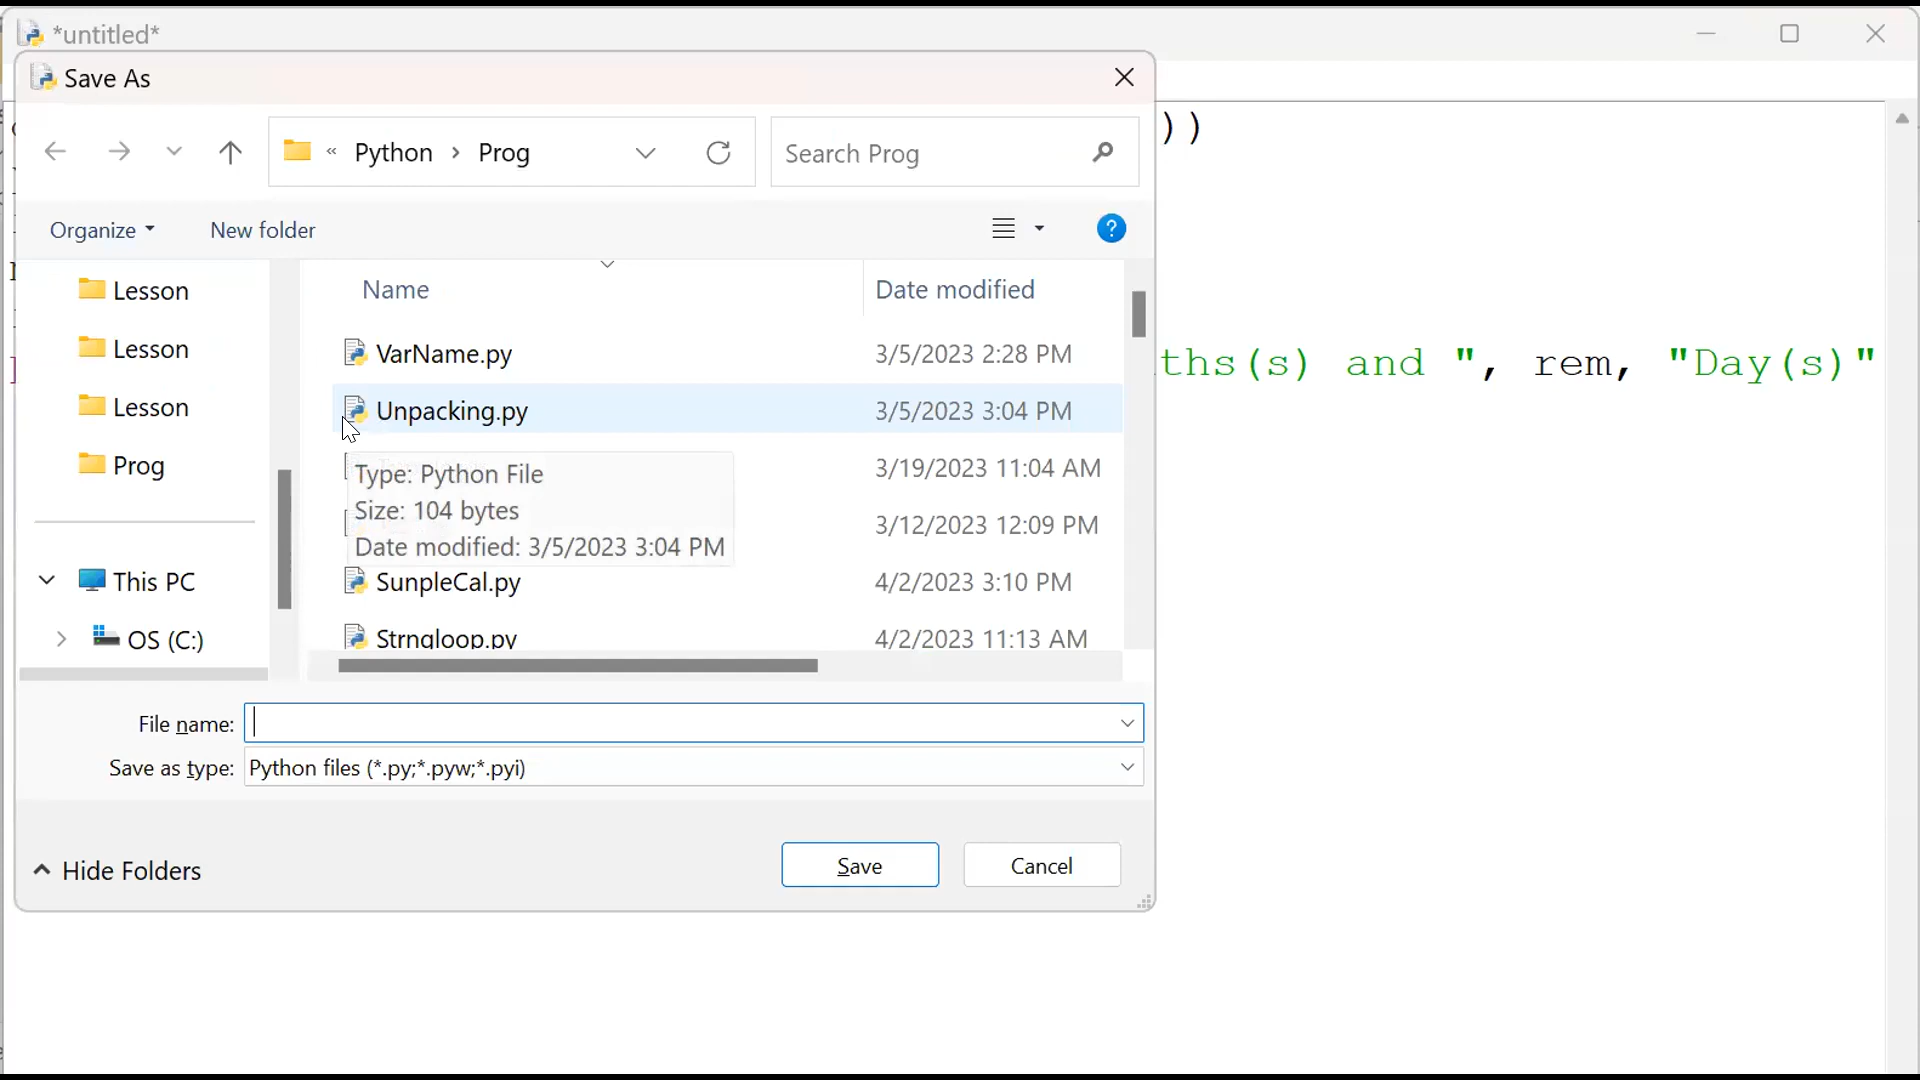 *untitled*
Save As
« Python › Prog
Search Prog
Organize
New folder
?
Lesson
Lesson
Lesson
Prog
This PC
OS (C:)
Name Date modified
VarName.py 3/5/2023 2:28 PM
Unpacking.py 3/5/2023 3:04 PM
3/19/2023 11:04 AM
3/12/2023 12:09 PM
Type: Python File
Size: 104 bytes
Date modified: 3/5/2023 3:04 PM
SunpleCal.py 4/2/2023 3:10 PM
Strngloop.py 4/2/2023 11:13 AM
File name:
Save as type: Python files (*.py;*.pyw;*.pyi)
Hide Folders
Save
Cancel
))
ths(s) and ", rem, "Day(s)"